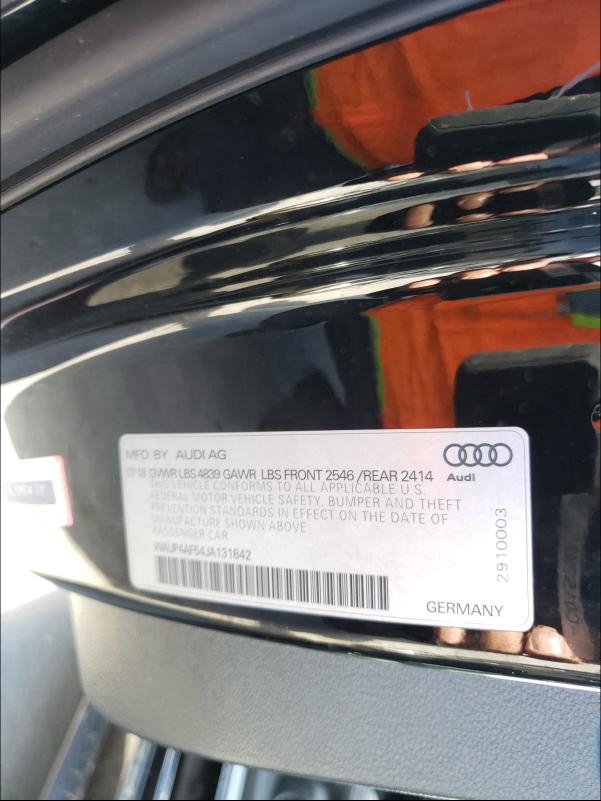 MFD BY AUDI AG
07 18 GVWR LBS 4839 GAWR LBS FRONT 2546 /REAR 2414
THIS VEHICLE CONFORMS TO ALL APPLICABLE U.S.
FEDERAL MOTOR VEHICLE SAFETY, BUMPER AND THEFT
PREVENTION STANDARDS IN EFFECT ON THE DATE OF
MANUFACTURE SHOWN ABOVE
PASSENGER CAR
WAUP4AF54JA131842
GERMANY
Audi
2910003